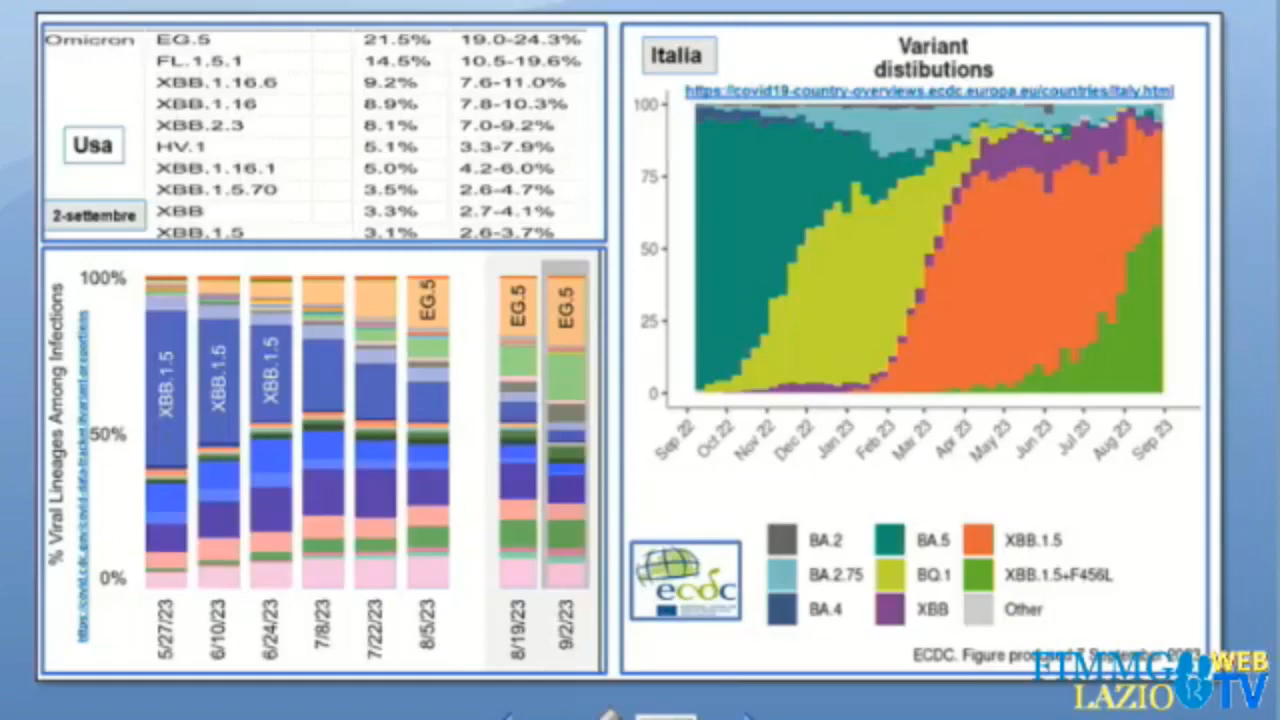 Omicron EG.5 21.5% 19.0-24.3%
FL.1.5.1 14.5% 10.5-19.6%
XBB.1.16.6 9.2% 7.6-11.0%
XBB.1.16 8.9% 7.8-10.3%
XBB.2.3 8.1% 7.0-9.2%
Usa
HV.1 5.1% 3.3-7.9%
XBB.1.16.1 5.0% 4.2-6.0%
XBB.1.5.70 3.5% 2.6-4.7%
2-settembre
XBB 3.3% 2.7-4.1%
XBB.1.5 3.1% 2.6-3.7%
% Viral Lineages Among Infections
100%
50%
0%
XBB.1.5
XBB.1.5
XBB.1.5
EG.5
EG.5
EG.5
5/27/23
6/10/23
6/24/23
7/8/23
7/22/23
8/5/23
8/19/23
9/2/23
Italia
Variant
distibutions
https://covid19-country-overviews.ecdc.europa.eu/countries/Italy.html
100
75
50
25
0
Sep 22
Oct 22
Nov 22
Dec 22
Jan 23
Feb 23
Mar 23
Apr 23
May 23
Jun 23
Jul 23
Aug 23
Sep 23
ecdc
BA.2 BA.5 XBB.1.5
BA.2.75 BQ.1 XBB.1.5+F456L
BA.4 XBB Other
ECDC. Figure produced 7 September 2023
FIMMG WEB
LAZIO TV